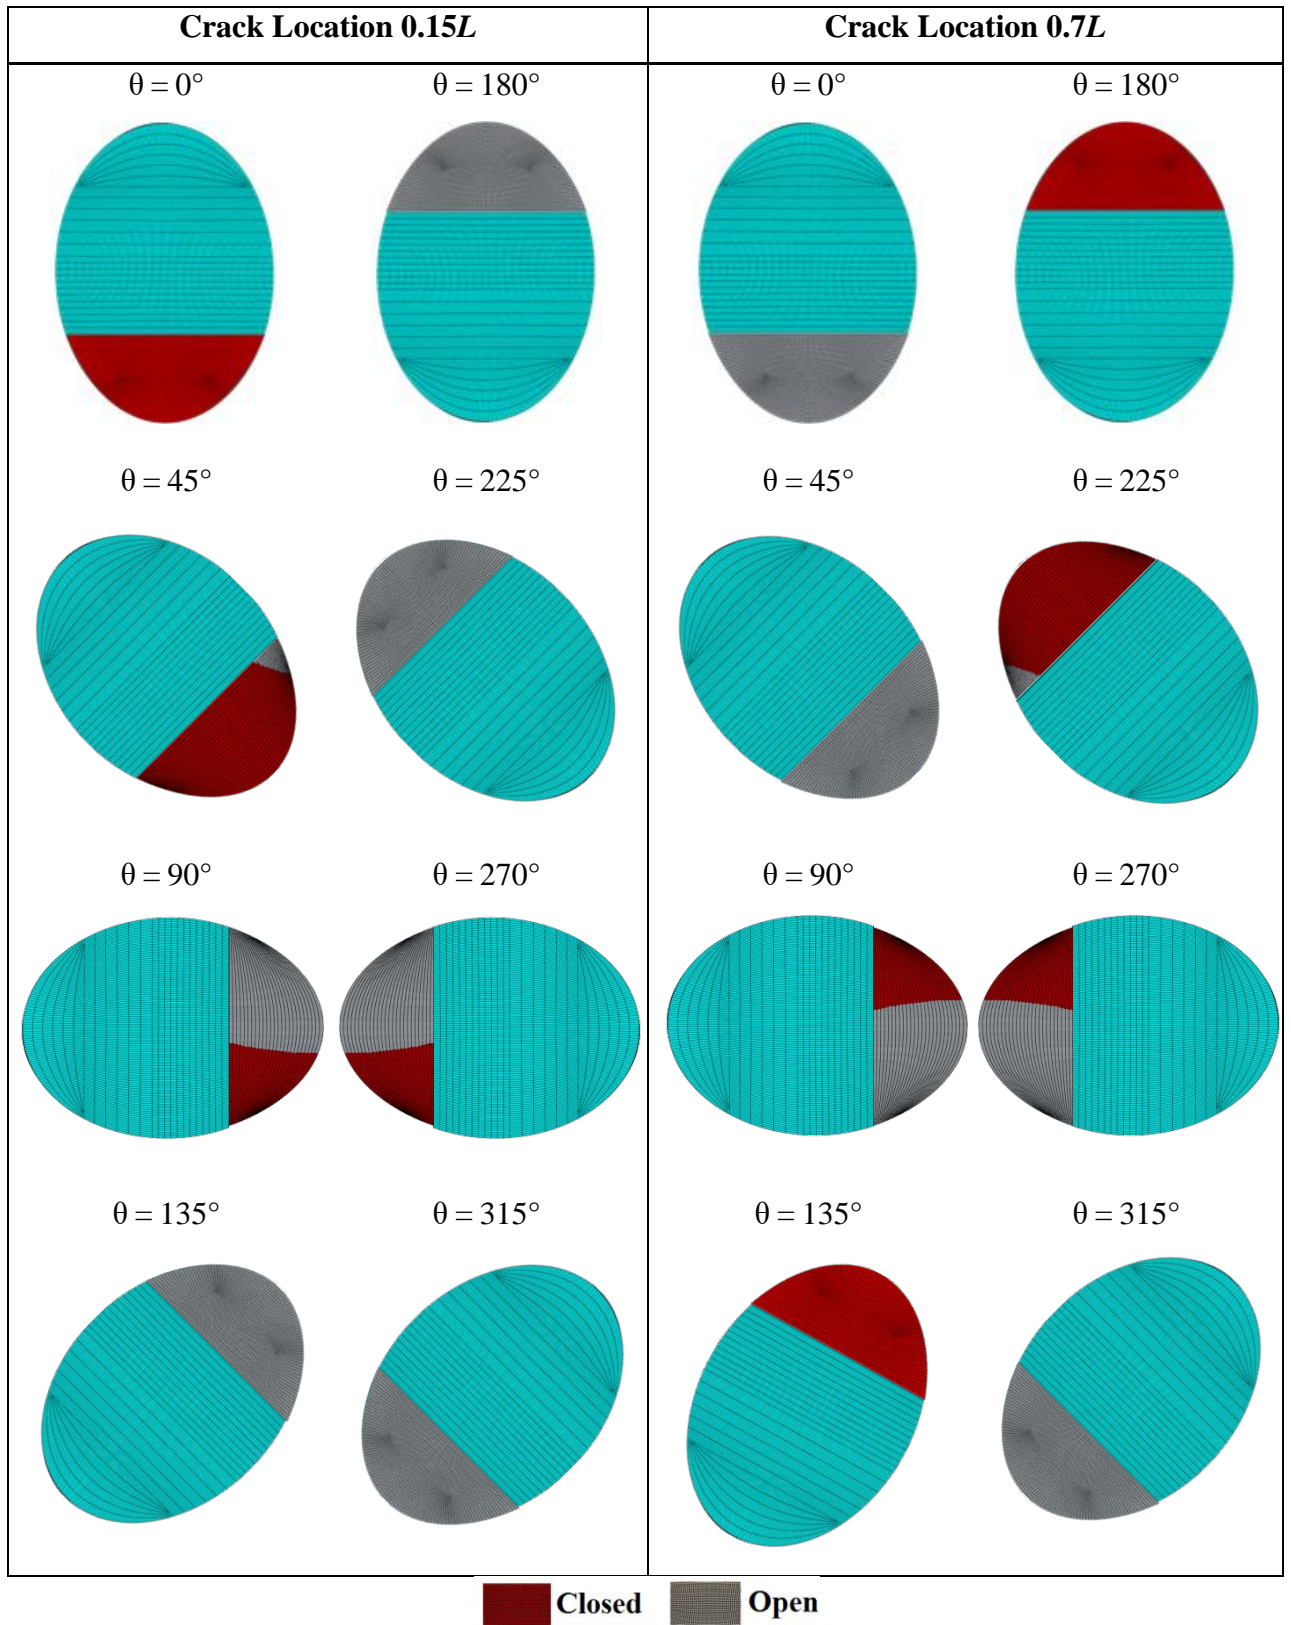 Crack Location 0.15L
Crack Location 0.7L
θ = 0°
θ = 180°
θ = 0°
θ = 180°
θ = 45°
θ = 225°
θ = 45°
θ = 225°
θ = 90°
θ = 270°
θ = 90°
θ = 270°
θ = 135°
θ = 315°
θ = 135°
θ = 315°
Closed
Open